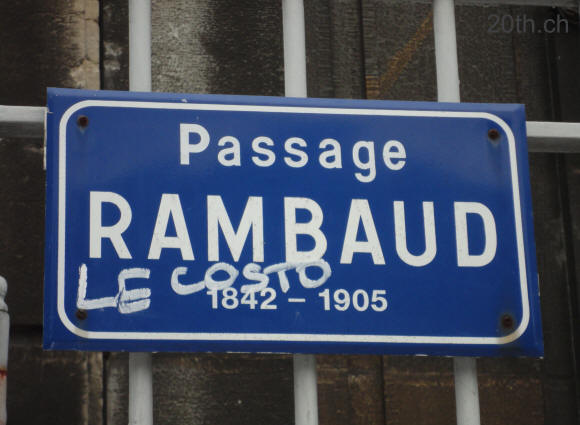 20th.ch
Passage
RAMBAUD
LE COSTO
1842 – 1905